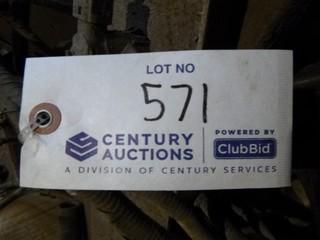 LOT NO
571
CENTURY AUCTIONS
POWERED BY
ClubBid
A DIVISION OF CENTURY SERVICES